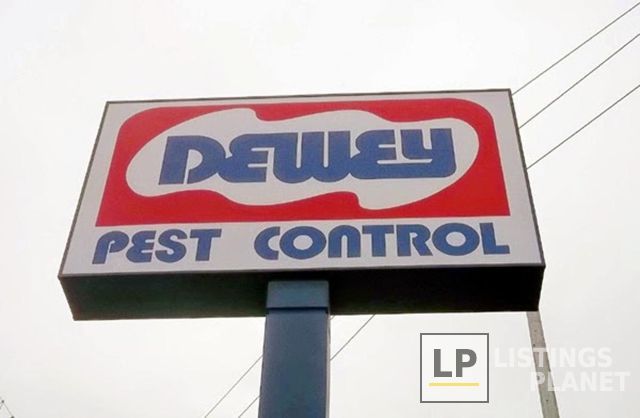 DEWEY
PEST CONTROL
LP LISTINGS
PLANET